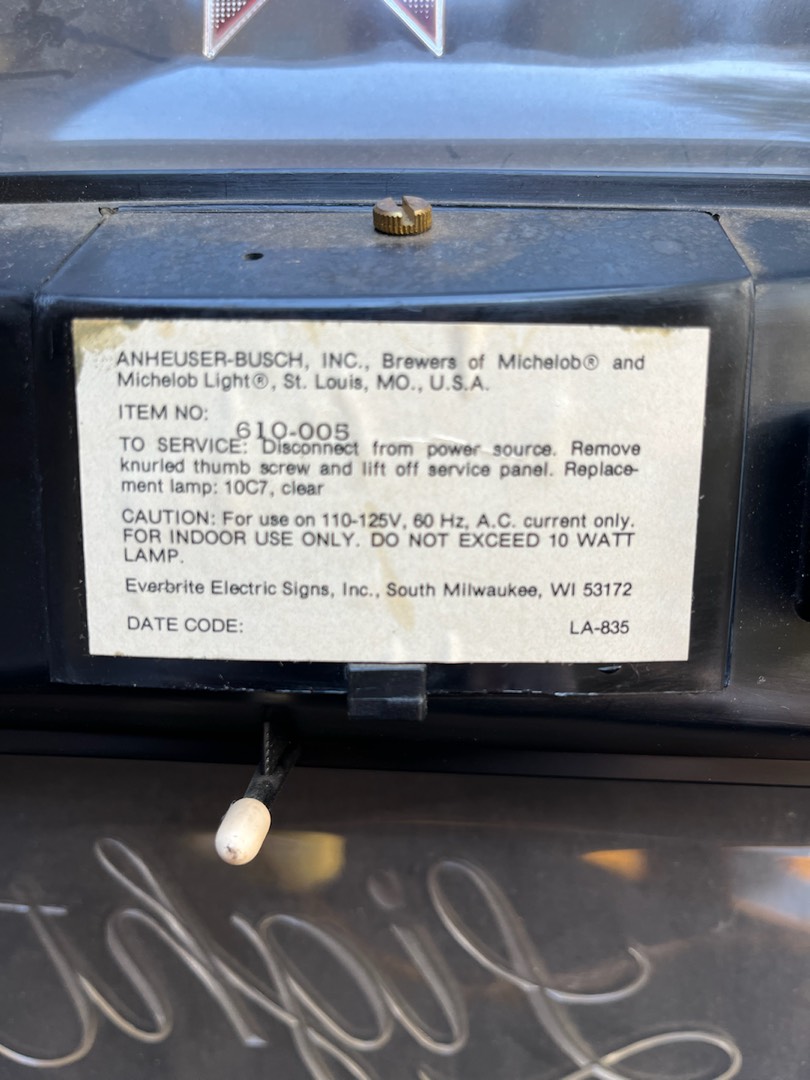 ANHEUSER-BUSCH, INC., Brewers of Michelob® and
Michelob Light®, St. Louis, MO., U.S.A.
ITEM NO:
610-005
TO SERVICE: Disconnect from power source. Remove
knurled thumb screw and lift off service panel. Replace-
ment lamp: 10C7, clear
CAUTION: For use on 110-125V, 60 Hz, A.C. current only.
FOR INDOOR USE ONLY. DO NOT EXCEED 10 WATT
LAMP.
Everbrite Electric Signs, Inc., South Milwaukee, WI 53172
DATE CODE:
LA-835
Light